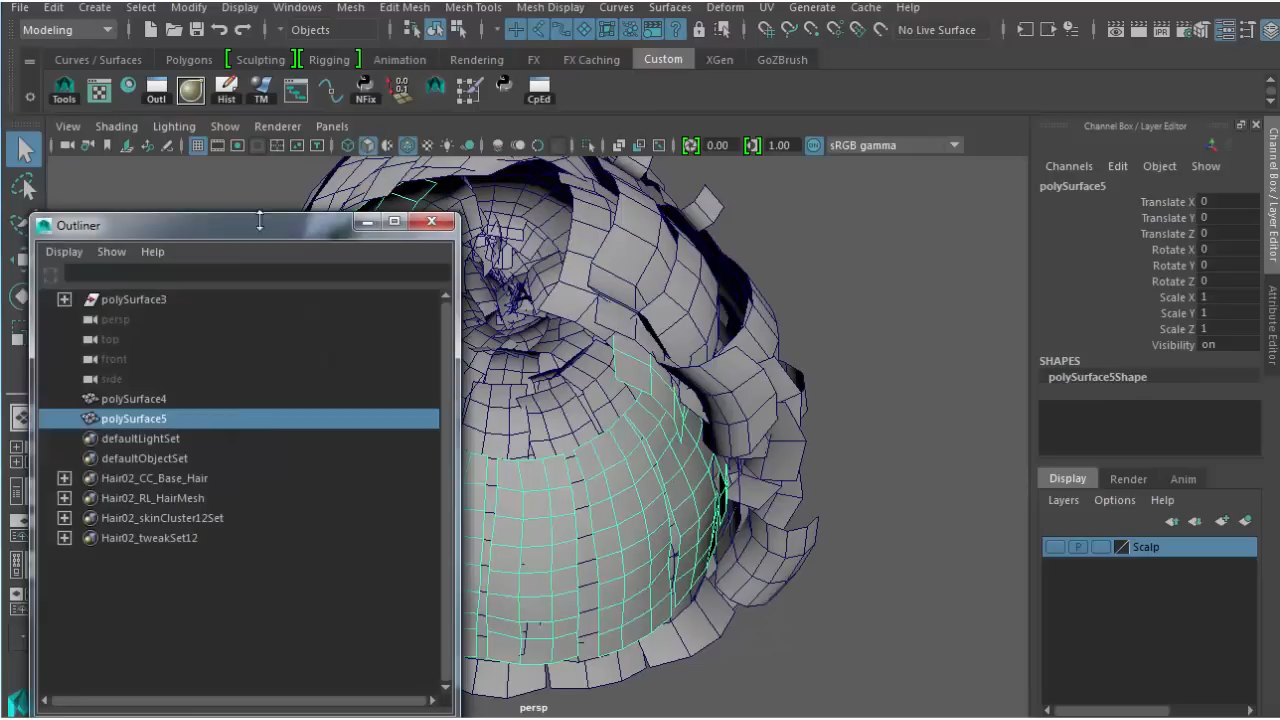 File Edit Create Select Modify Display Windows Mesh Edit Mesh Mesh Tools Mesh Display Curves Surfaces Deform UV Generate Cache Help
Modeling Objects No Live Surface
Curves / Surfaces Polygons Sculpting Rigging Animation Rendering FX FX Caching Custom XGen GoZBrush
Tools Outl Hist TM NFix 0.0 0.1 CpEd
View Shading Lighting Show Renderer Panels
0.00 1.00 sRGB gamma
Outliner
Display Show Help
polySurface3
persp
top
front
side
polySurface4
polySurface5
defaultLightSet
defaultObjectSet
Hair02_CC_Base_Hair
Hair02_RL_HairMesh
Hair02_skinCluster12Set
Hair02_tweakSet12
persp
Channel Box / Layer Editor
Channels Edit Object Show
polySurface5
Translate X 0
Translate Y 0
Translate Z 0
Rotate X 0
Rotate Y 0
Rotate Z 0
Scale X 1
Scale Y 1
Scale Z 1
Visibility on
SHAPES
polySurface5Shape
Display Render Anim
Layers Options Help
P Scalp
Channel Box / Layer Editor
Attribute Editor